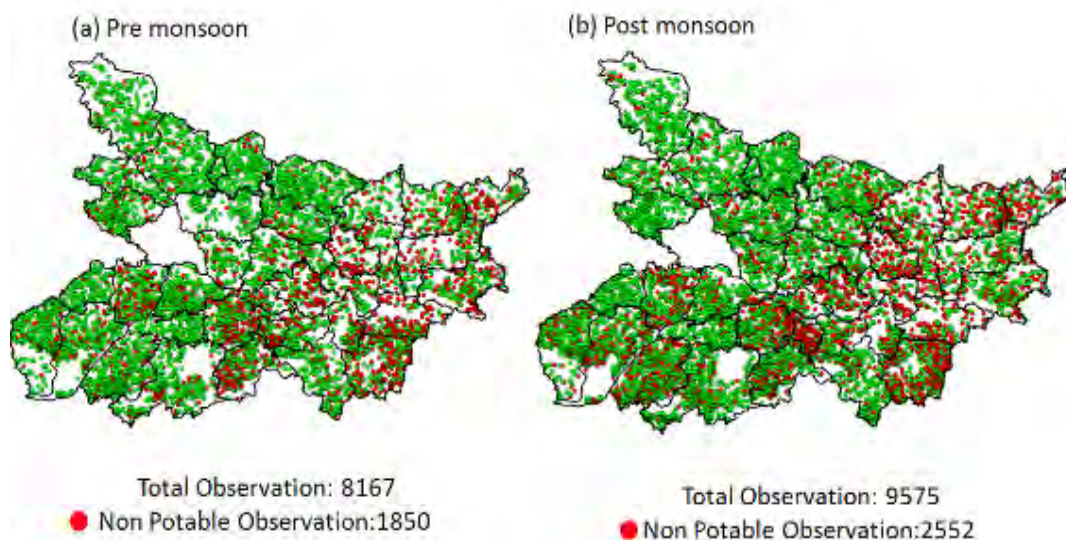 (a) Pre monsoon
(b) Post monsoon
Total Observation: 8167
Non Potable Observation:1850
Total Observation: 9575
Non Potable Observation:2552